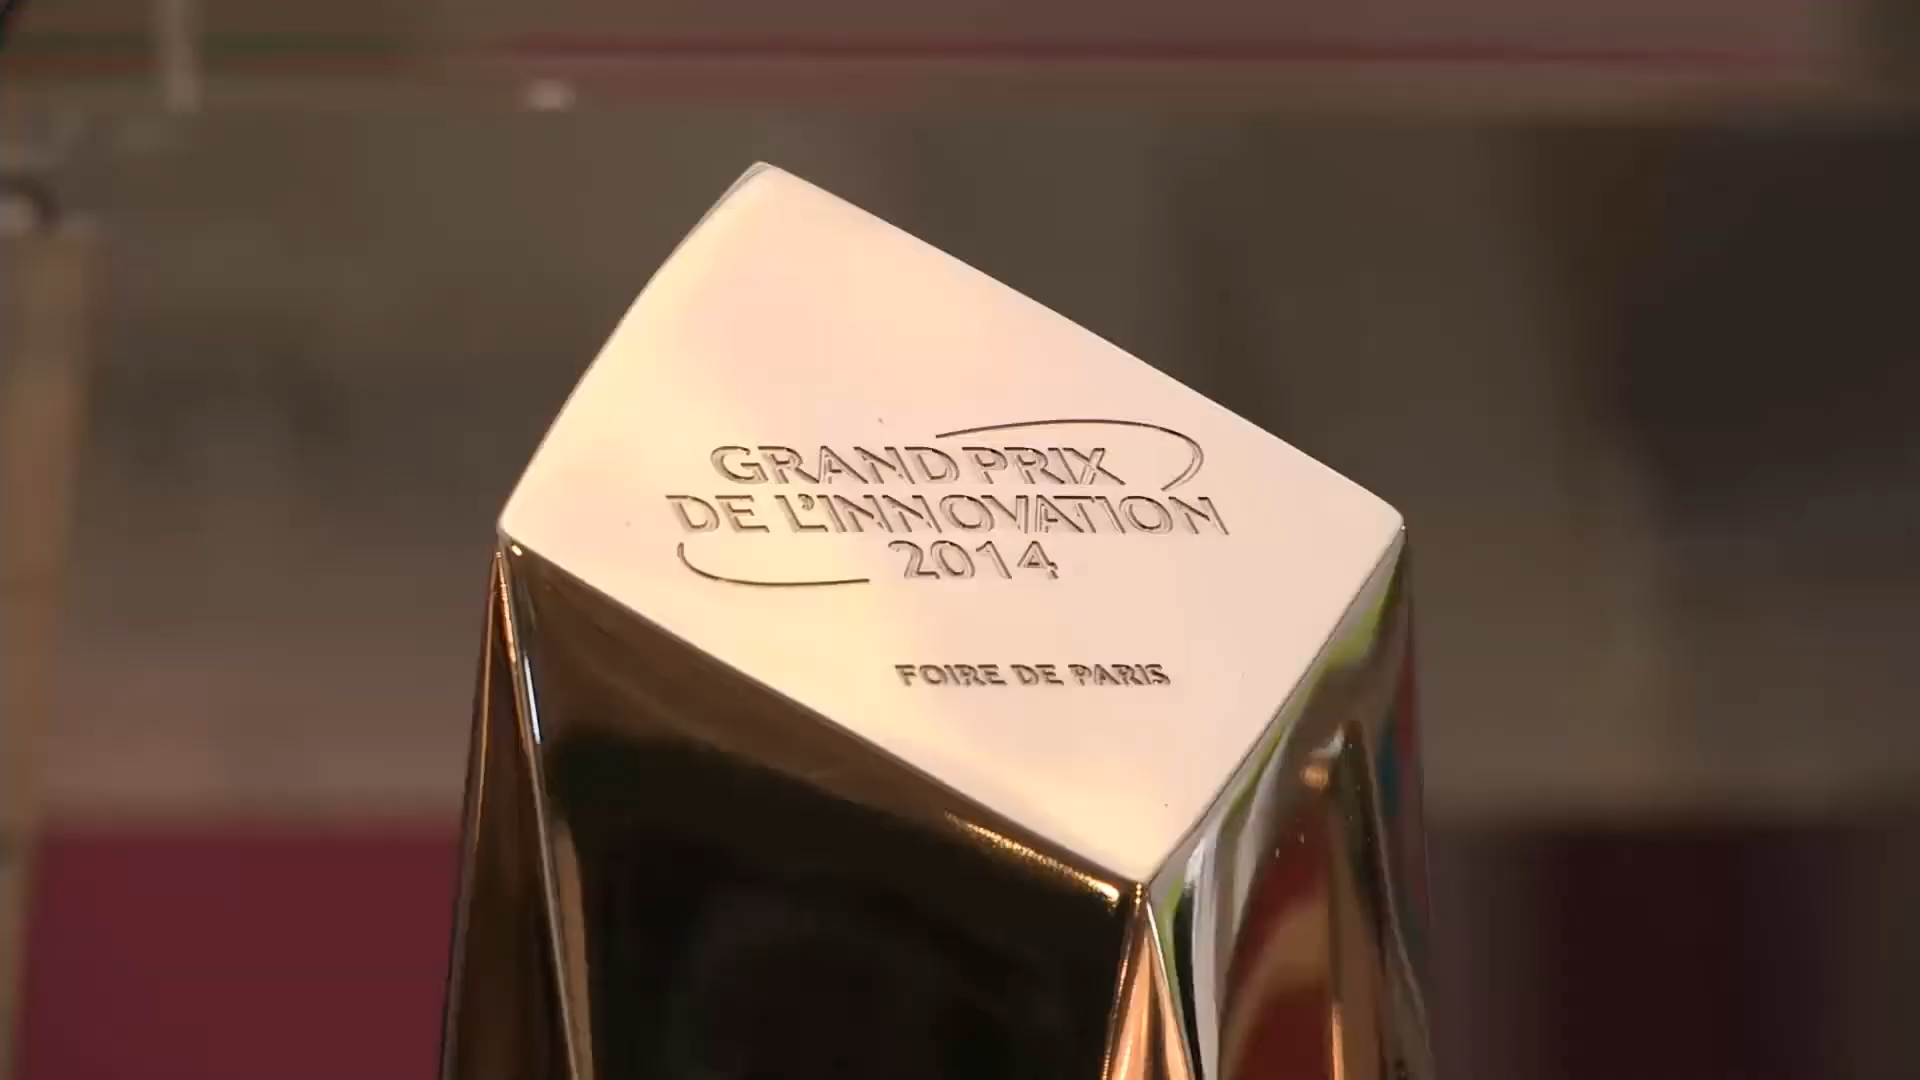 GRAND PRIX
DE L'INNOVATION
2014
FOIRE DE PARIS